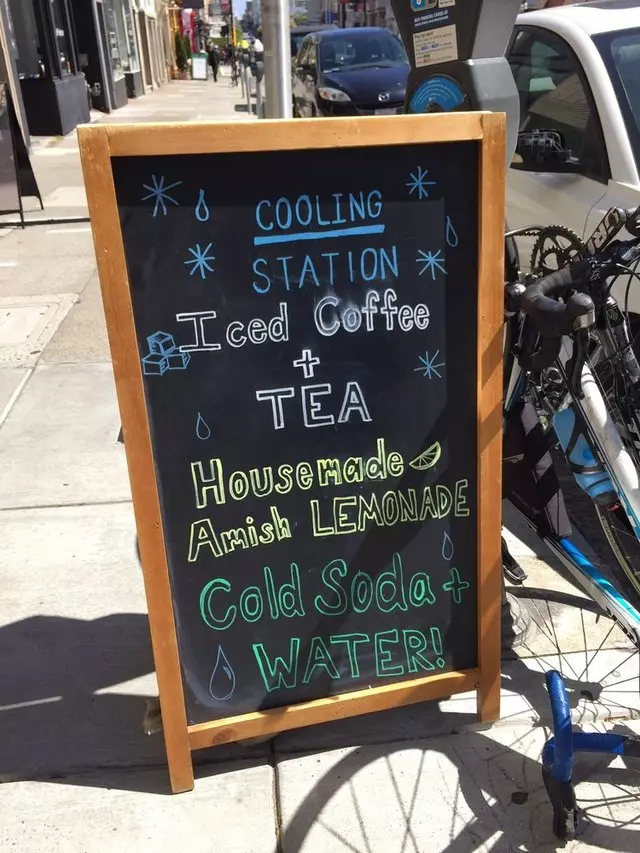 COOLING
STATION
Iced Coffee
+
TEA
Housemade
Amish LEMONADE
Cold Soda +
WATER!